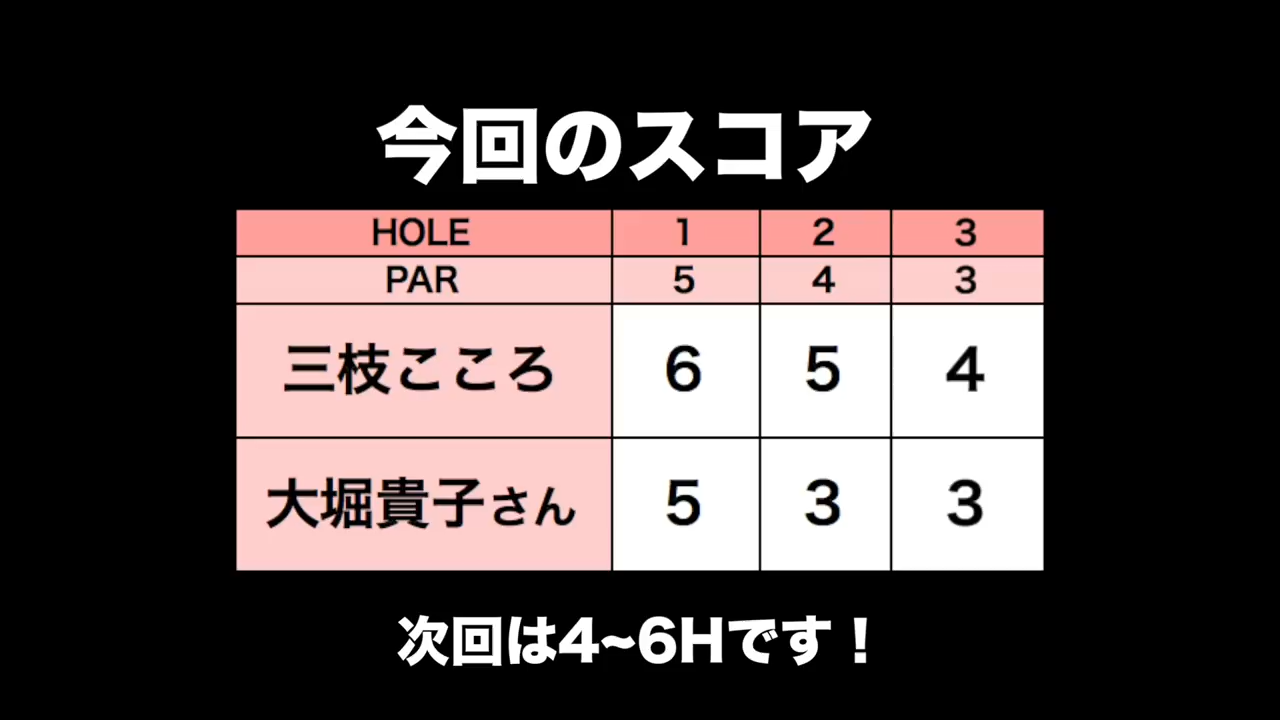 今回のスコア
HOLE 1 2 3
PAR 5 4 3
三枝こころ 6 5 4
大堀貴子さん 5 3 3
次回は4~6Hです！